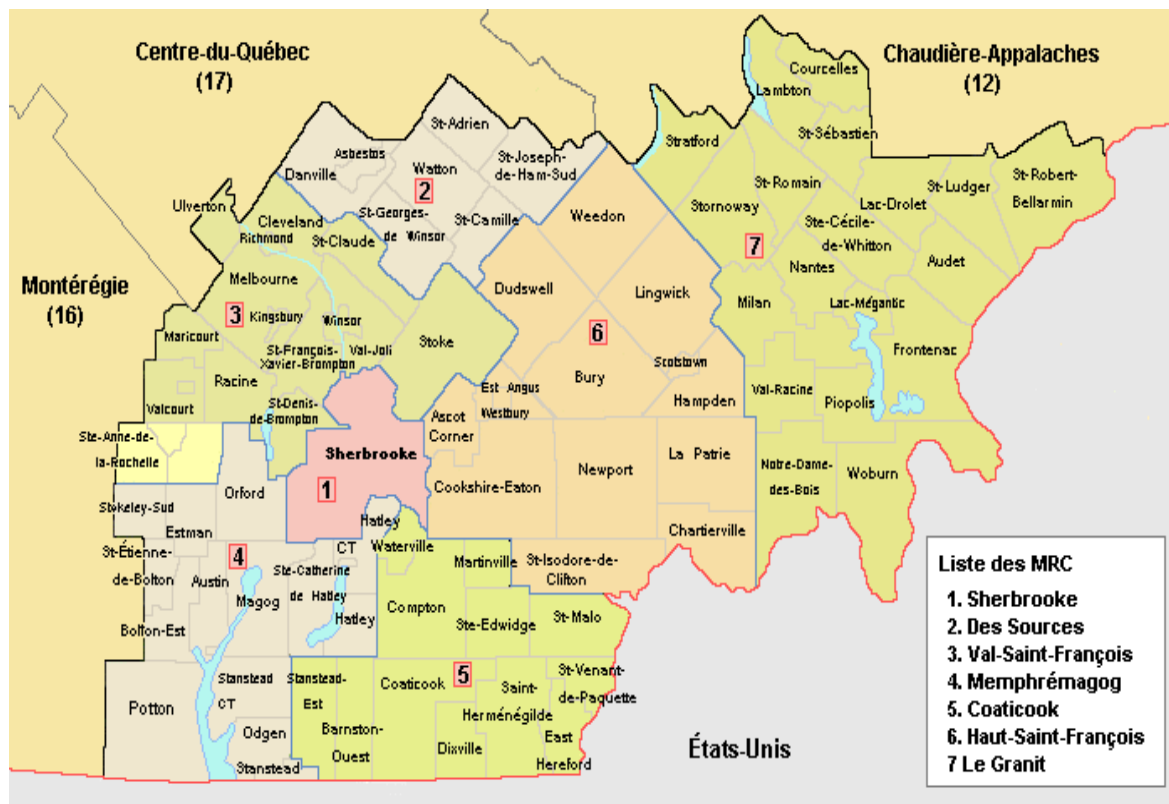 Centre-du-Québec
(17)
Chaudière-Appalaches
(12)
Montérégie
(16)
Courcelles
Lambton
St-Adrien
St-Sébastien
Stratford
Asbestos
Danville
Watton
St-Joseph-
de-Ham-Sud
2
St-Romain
St-Ludger
St-Robert-
Bellarmin
Ulverton
Cleveland
Richmond
St-Georges-
de Winsor
St-Camille
Weedon
Stornoway
Lac-Drolet
Ste-Cécile-
de-Whitton
7
St-Claude
Melbourne
Dudswell
Lingwick
Nantes
Audet
3
Kingsbury
Winsor
Milan
Lac-Mégantic
Maricourt
St-François-
Xavier-Brompton
Val-Joli
Stoke
6
Frontenac
Racine
Bury
Scotstown
Val-Racine
Piopolis
Valcourt
St-Denis-
de-Brompton
Est Angus
Westbury
Hampden
Ascot
Corner
Ste-Anne-de-
la-Rochelle
Sherbrooke
La Patrie
Newport
Notre-Dame-
des-Bois
Woburn
1
Orford
Cookshire-Eaton
Stokeley-Sud
Hatley
CT
Chartierville
Estman
Waterville
St-Étienne-
de-Bolton
4
Austin
Magog
Ste-Catherine
de Hatley
Hatley
Martinville
St-Isodore-de-
Clifton
Compton
Ste-Edwidge
St-Malo
Bolton-Est
Potton
Stanstead
CT
Stanstead-
Est
Coaticook
5
Saint-
Herménégilde
St-Venant-
de-Paquette
Odgen
Stanstead
Barnston-
Ouest
Dixville
East
Hereford
États-Unis
Liste des MRC
1. Sherbrooke
2. Des Sources
3. Val-Saint-François
4. Memphrémagog
5. Coaticook
6. Haut-Saint-François
7 Le Granit